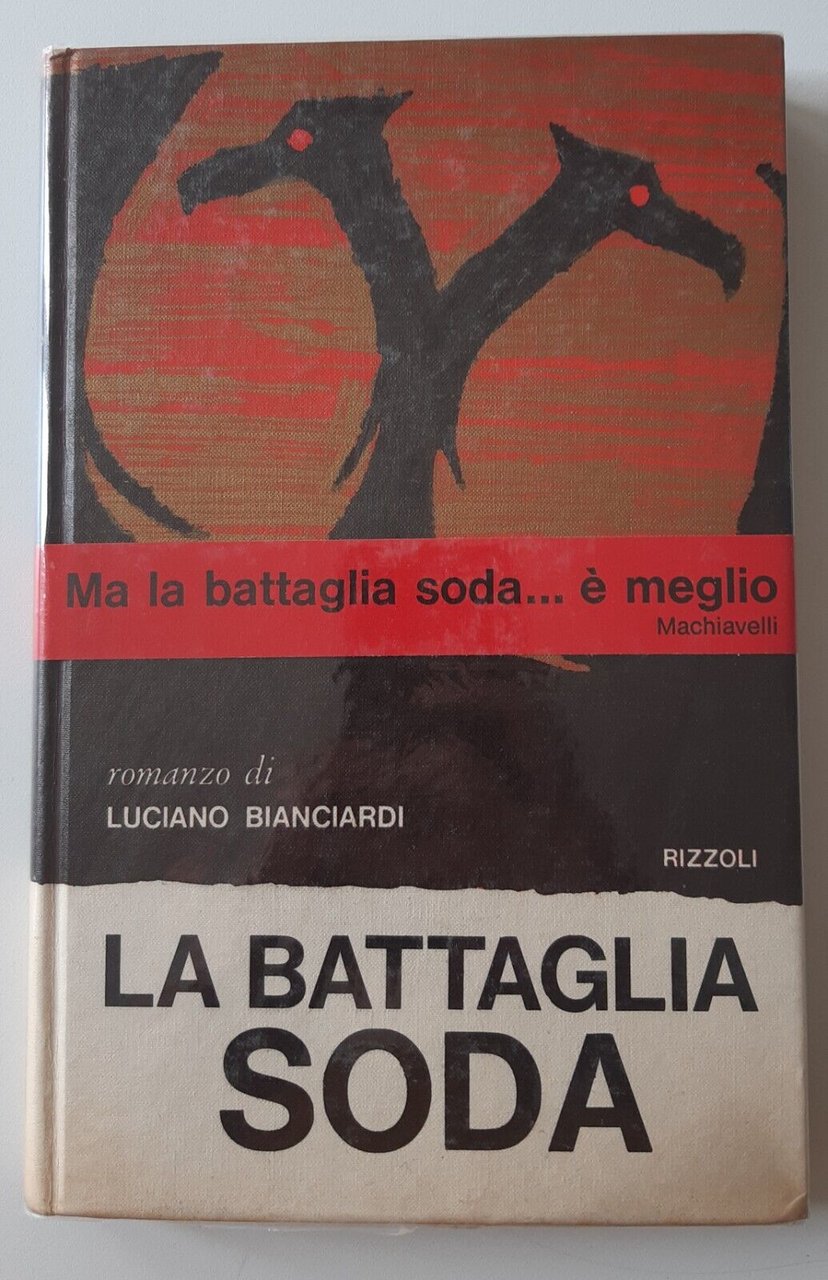 Ma la battaglia soda... è meglio
Machiavelli
romanzo di
LUCIANO BIANCIARDI
RIZZOLI
LA BATTAGLIA
SODA